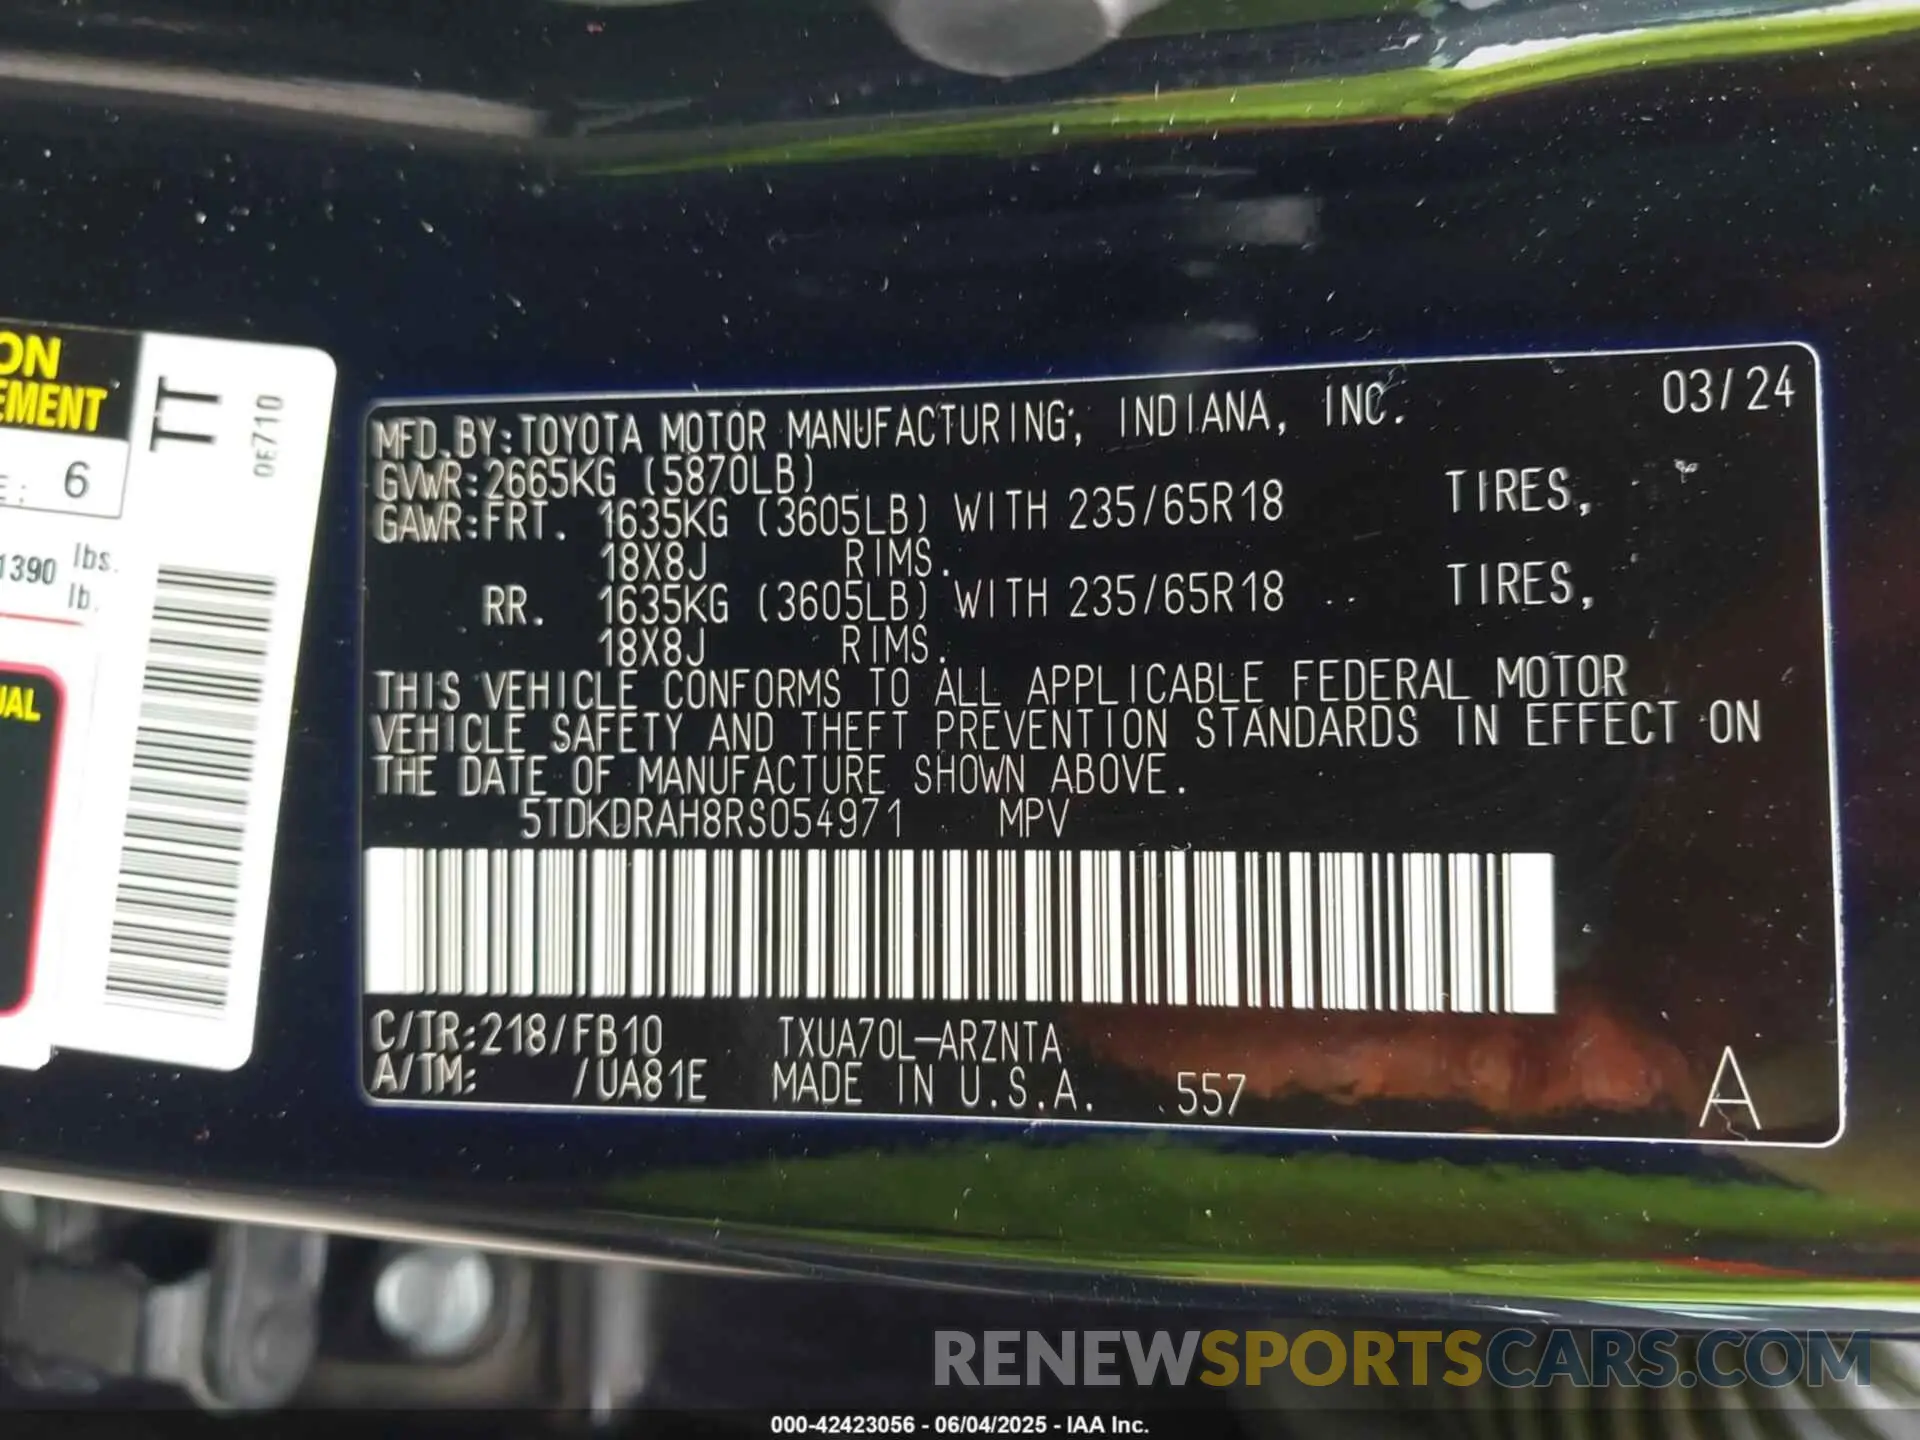 ON
EMENT
E: 6
1390 lbs.
lb.
UAL
TT
0E710
MFD.BY:TOYOTA MOTOR MANUFACTURING, INDIANA, INC. 03/24
GVWR:2665KG (5870LB)
GAWR:FRT. 1635KG (3605LB) WITH 235/65R18 TIRES,
18X8J RIMS.
RR. 1635KG (3605LB) WITH 235/65R18 TIRES,
18X8J RIMS.
THIS VEHICLE CONFORMS TO ALL APPLICABLE FEDERAL MOTOR
VEHICLE SAFETY AND THEFT PREVENTION STANDARDS IN EFFECT ON
THE DATE OF MANUFACTURE SHOWN ABOVE.
5TDKDRAH8RS054971 MPV
C/TR:218/FB10 TXUA70L-ARZNTA
A/TM: /UA81E MADE IN U.S.A. 557 A
RENEWSPORTSCARS.COM
000-42423056 - 06/04/2025 - IAA Inc.